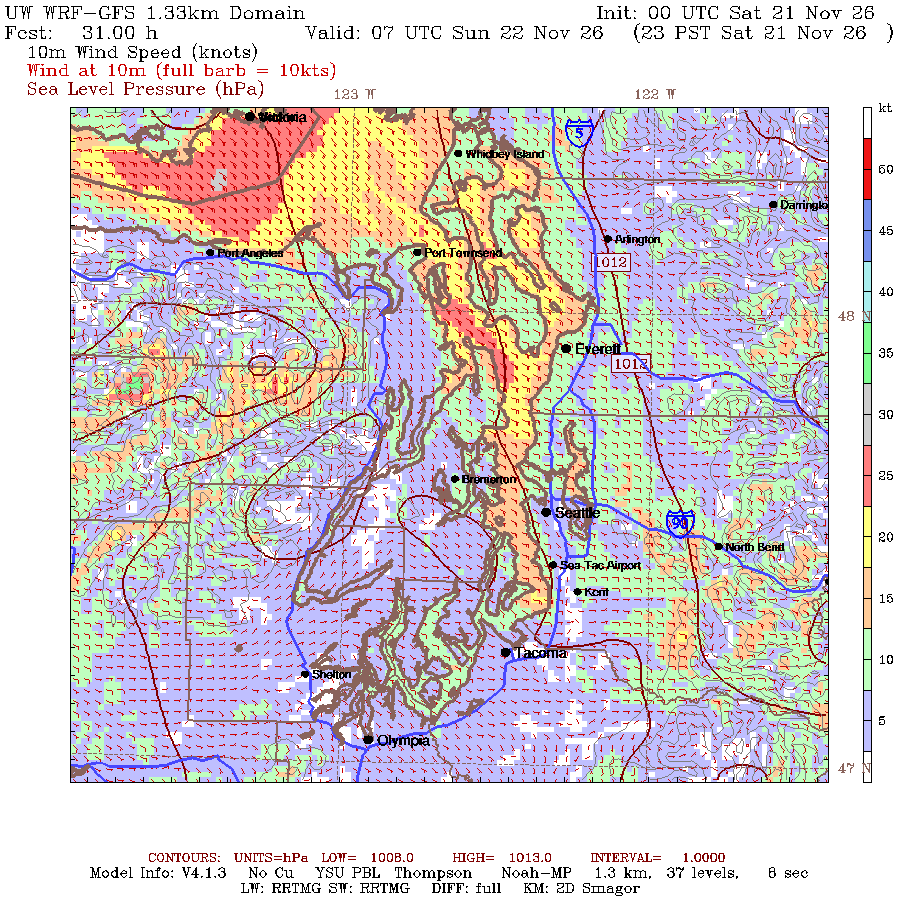 UW WRF-GFS 1.33km Domain Init: 00 UTC Sat 21 Nov 26
Fcst: 31.00 h Valid: 07 UTC Sun 22 Nov 26 (23 PST Sat 21 Nov 26 )
10m Wind Speed (knots)
Wind at 10m (full barb = 10kts)
Sea Level Pressure (hPa)
123 W 122 W
kt
Victoria
5
Whidbey Island
60
Darringto
45
Arlington
Port Angeles
Port Townsend
1012
40
48 N
Everett
35
1013
30
25
Bremerton
Seattle
90
20
North Bend
Sea-Tac Airport
Kent
15
Tacoma
10
Shelton
5
Olympia
47 N
CONTOURS: UNITS=hPa LOW= 1008.0 HIGH= 1013.0 INTERVAL= 1.0000
Model Info: V4.1.3 No Cu YSU PBL Thompson Noah-MP 1.3 km, 37 levels, 8 sec
LW: RRTMG SW: RRTMG DIFF: full KM: 2D Smagor